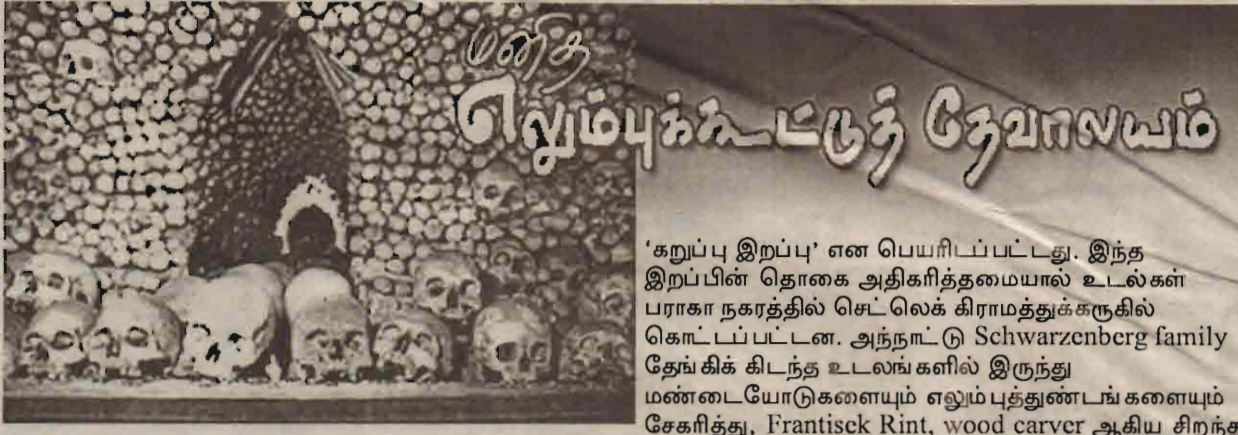 மனித
எலும்புக்கூட்டுத் தேவாலயம்
‘கறுப்பு இறப்பு’ என பெயரிடப்பட்டது. இந்த
இறப்பின் தொகை அதிகரித்தமையால் உடல்கள்
பராகா நகரத்தில் செட்லெக் கிராமத்துக்கருகில்
கொட்டப்பட்டன. அந்நாட்டு Schwarzenberg family
தேங்கிக் கிடந்த உடலங்களில் இருந்து
மண்டையோடுகளையும் எலும்புத்துண்டங்களையும்
சேகரித்து, Frantisek Rint, wood carver ஆகிய சிறந்த